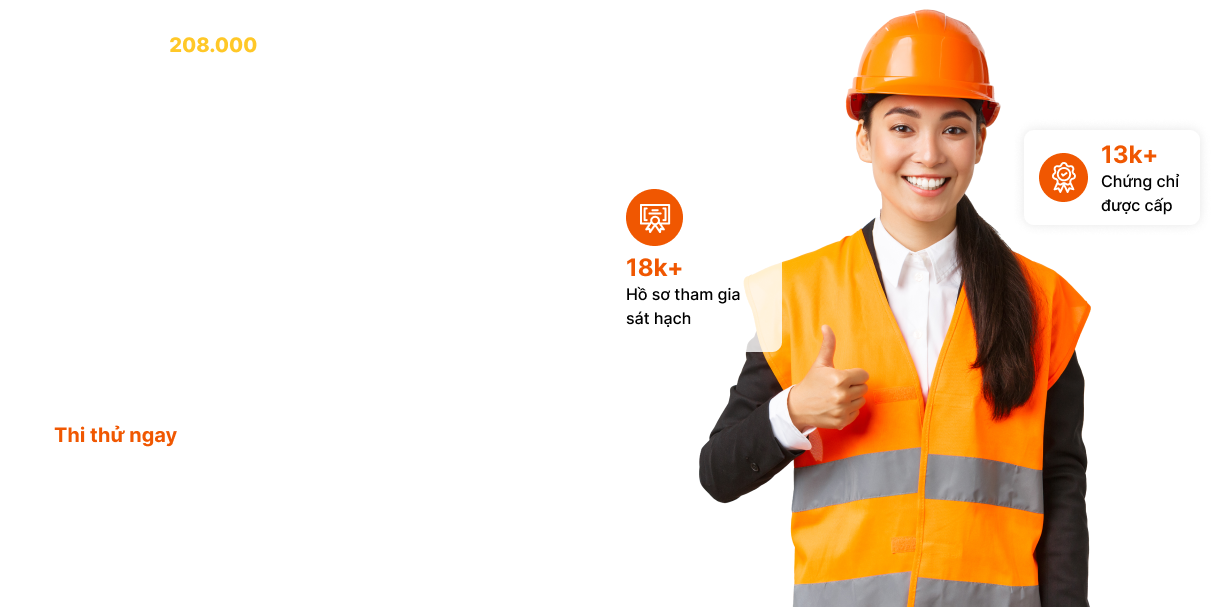 208.000
13k+
Chứng chỉ
được cấp
18k+
Hồ sơ tham gia
sát hạch
Thi thử ngay